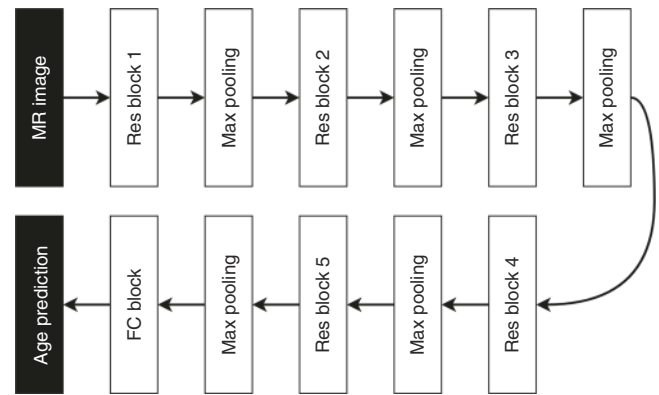 MR image
Res block 1
Max pooling
Res block 2
Max pooling
Res block 3
Max pooling
Res block 4
Max pooling
Res block 5
Max pooling
FC block
Age prediction